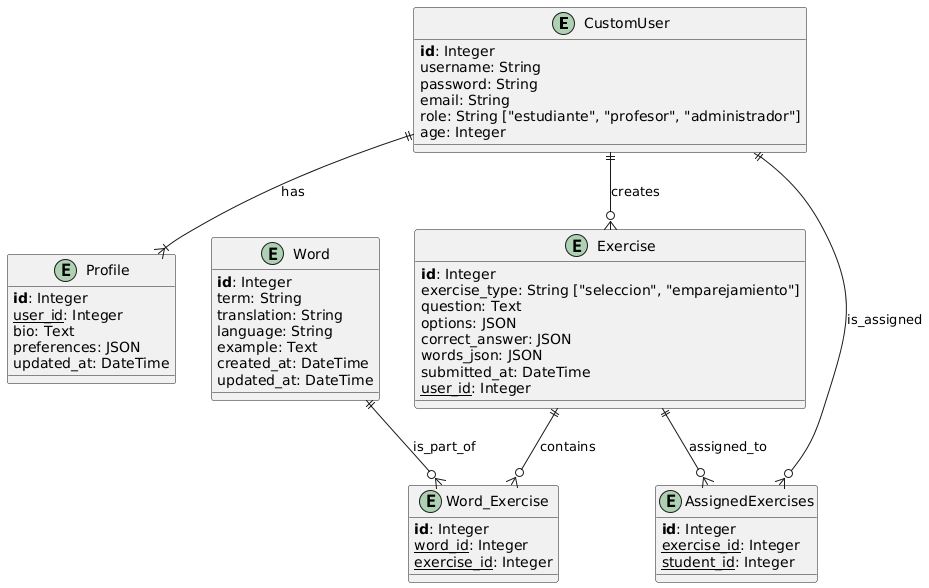 E CustomUser
id: Integer
username: String
password: String
email: String
role: String ["estudiante", "profesor", "administrador"]
age: Integer
has
creates
is_assigned
E Profile
id: Integer
user_id: Integer
bio: Text
preferences: JSON
updated_at: DateTime
E Word
id: Integer
term: String
translation: String
language: String
example: Text
created_at: DateTime
updated_at: DateTime
E Exercise
id: Integer
exercise_type: String ["seleccion", "emparejamiento"]
question: Text
options: JSON
correct_answer: JSON
words_json: JSON
submitted_at: DateTime
user_id: Integer
is_part_of
contains
assigned_to
E Word_Exercise
id: Integer
word_id: Integer
exercise_id: Integer
E AssignedExercises
id: Integer
exercise_id: Integer
student_id: Integer